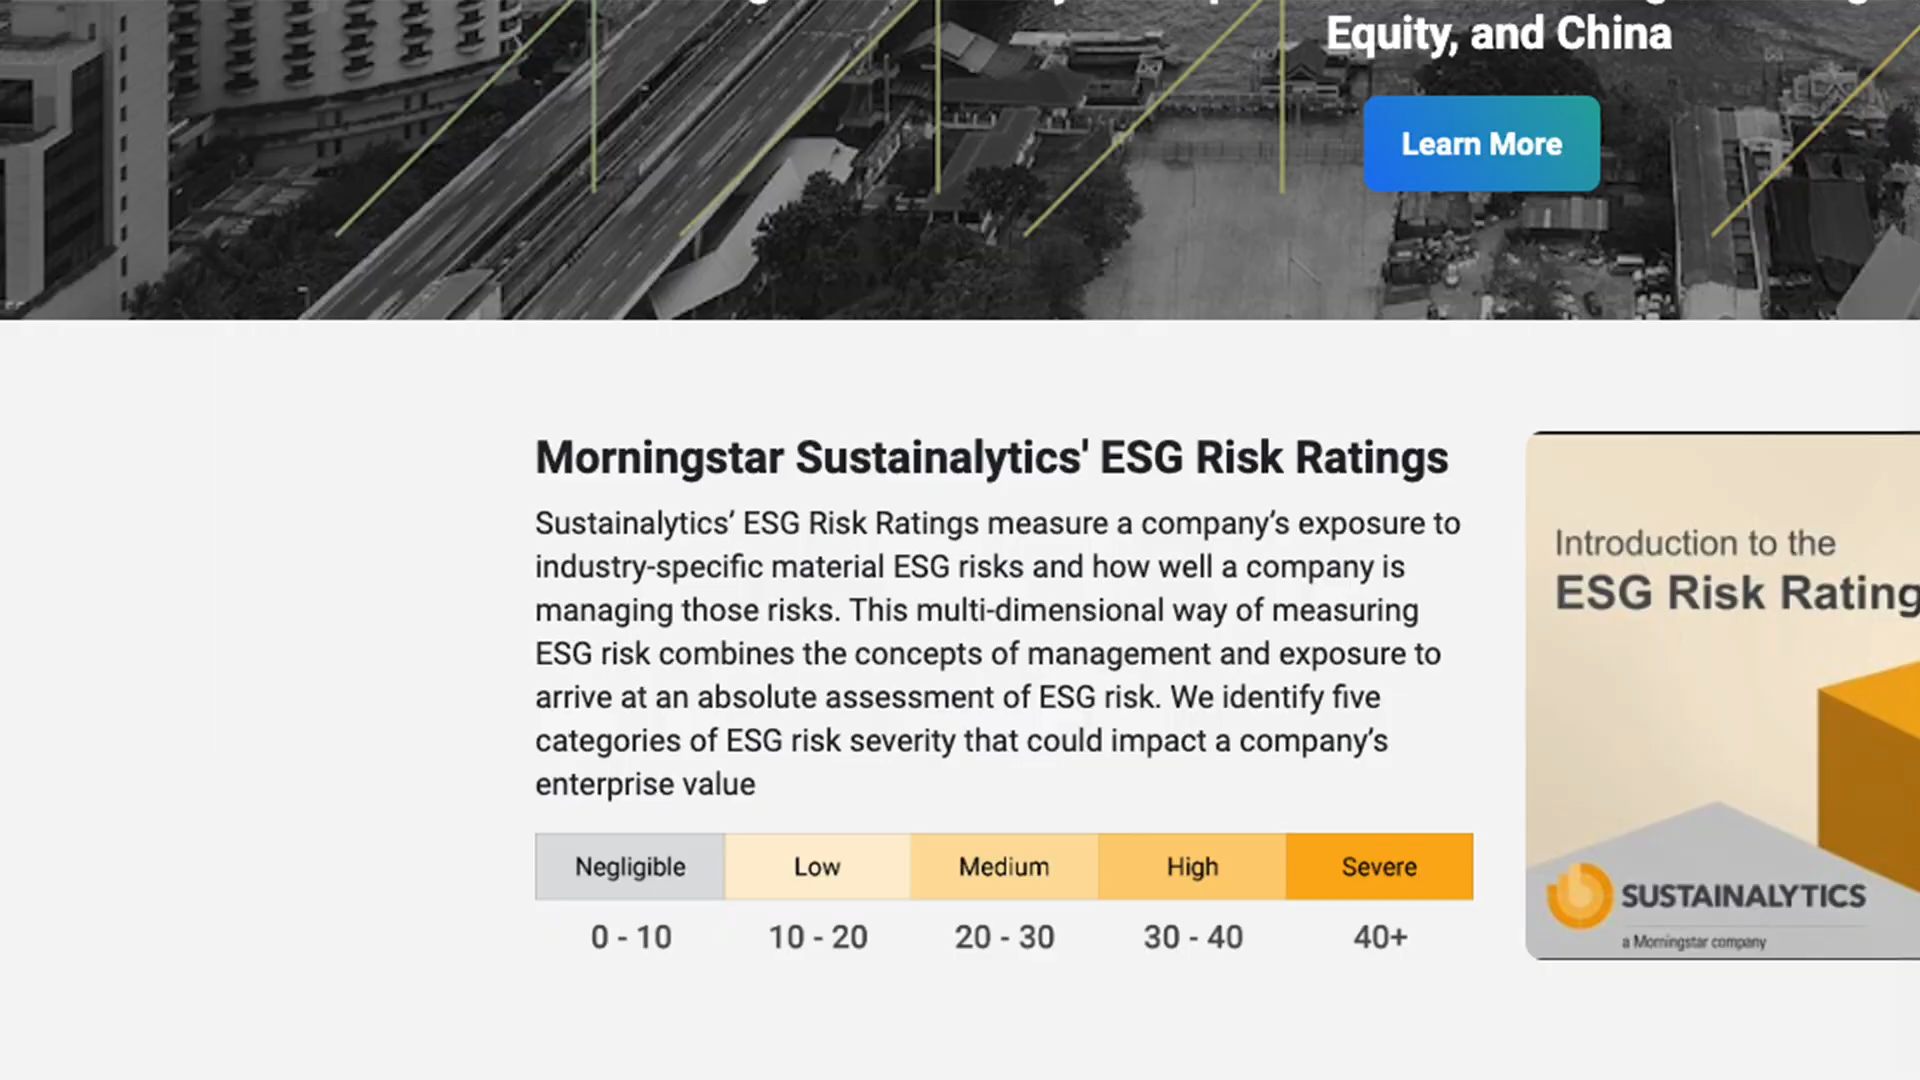 Equity, and China
Learn More
Morningstar Sustainalytics' ESG Risk Ratings
Sustainalytics’ ESG Risk Ratings measure a company’s exposure to
industry-specific material ESG risks and how well a company is
managing those risks. This multi-dimensional way of measuring
ESG risk combines the concepts of management and exposure to
arrive at an absolute assessment of ESG risk. We identify five
categories of ESG risk severity that could impact a company’s
enterprise value
Negligible Low Medium High Severe
0 - 10 10 - 20 20 - 30 30 - 40 40+
Introduction to the
ESG Risk Rating
SUSTAINALYTICS
a Morningstar company